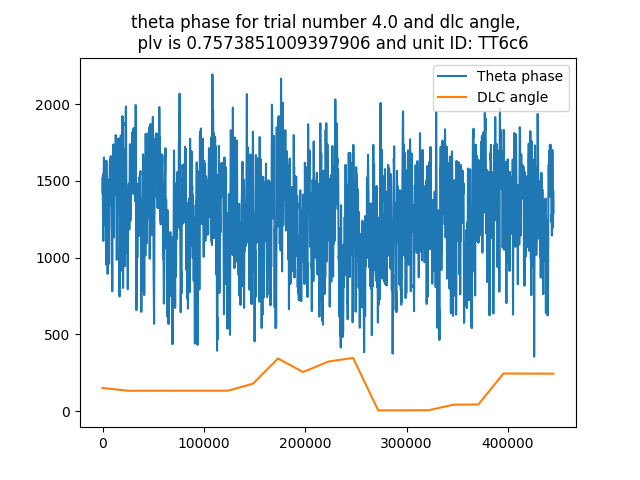 theta phase for trial number 4.0 and dlc angle,
plv is 0.7573851009397906 and unit ID: TT6c6
Theta phase
DLC angle
2000
1500
1000
500
0
0 100000 200000 300000 400000